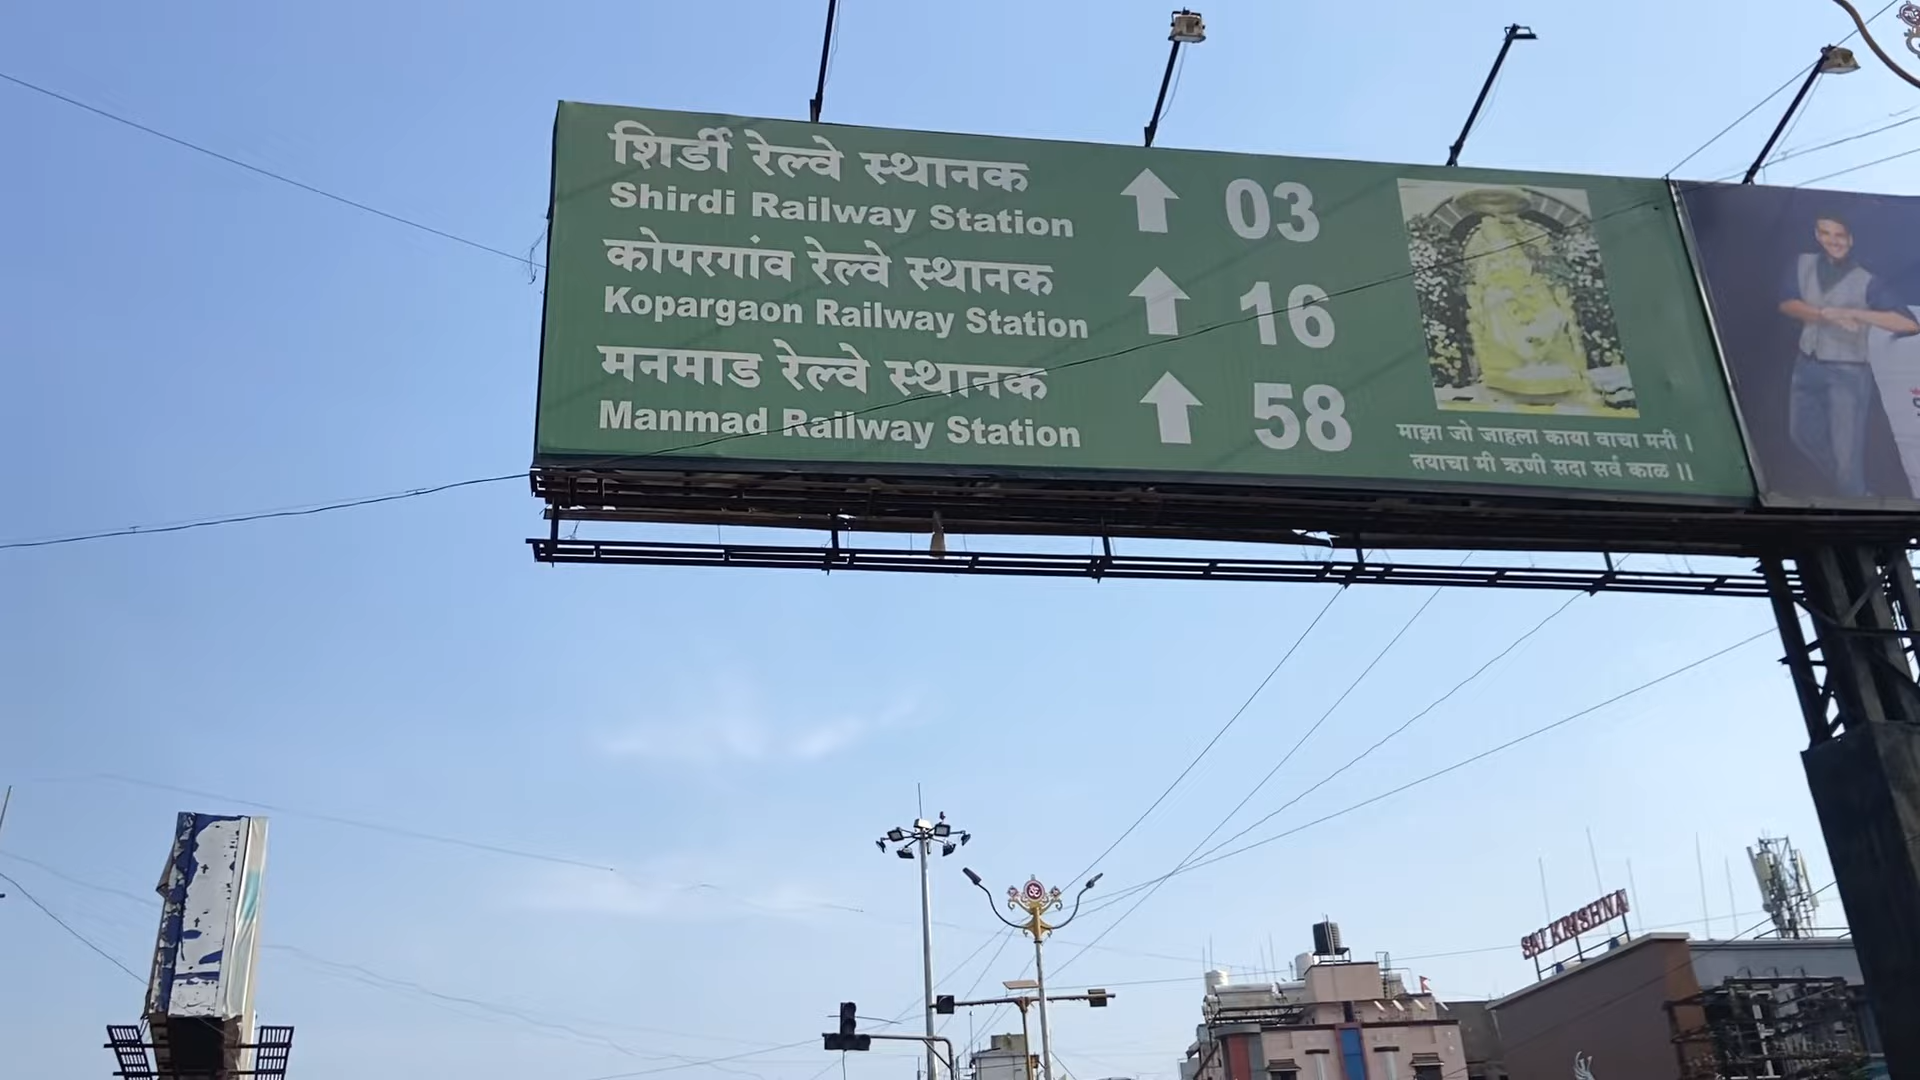 शिर्डी रेल्वे स्थानक
Shirdi Railway Station
03
कोपरगांव रेल्वे स्थानक
Kopargaon Railway Station
16
मनमाड रेल्वे स्थानक
Manmad Railway Station
58
माझा जो जाहला काया वाचा मनी ।
तयाचा मी ऋणी सदा सर्व काळ ।।
SAI KRISHNA